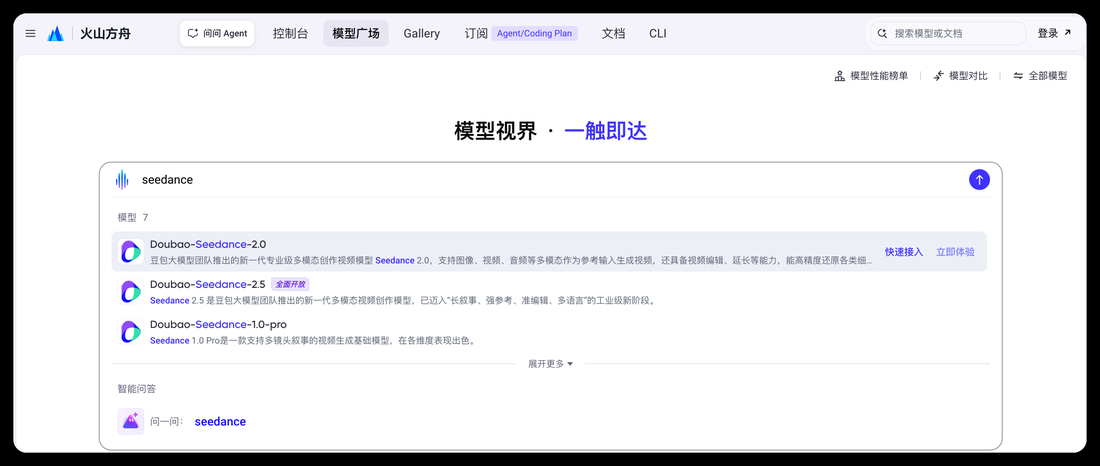 火山方舟
问问 Agent
控制台
模型广场
Gallery
订阅 Agent/Coding Plan
文档
CLI
搜索模型或文档
登录
模型性能榜单
模型对比
全部模型
模型视界 · 一触即达
seedance
模型 7
Doubao-Seedance-2.0
豆包大模型团队推出的新一代专业级多模态创作视频模型 Seedance 2.0，支持图像、视频、音频等多模态作为参考输入生成视频，还具备视频编辑、延长等能力，能高精度还原各类细...
快速接入
立即体验
Doubao-Seedance-2.5 全面开放
Seedance 2.5 是豆包大模型团队推出的新一代多模态视频创作模型，已迈入“长叙事、强参考、准编辑、多语言”的工业级新阶段。
Doubao-Seedance-1.0-pro
Seedance 1.0 Pro是一款支持多镜头叙事的视频生成基础模型，在各维度表现出色。
展开更多
智能问答
问一问： seedance